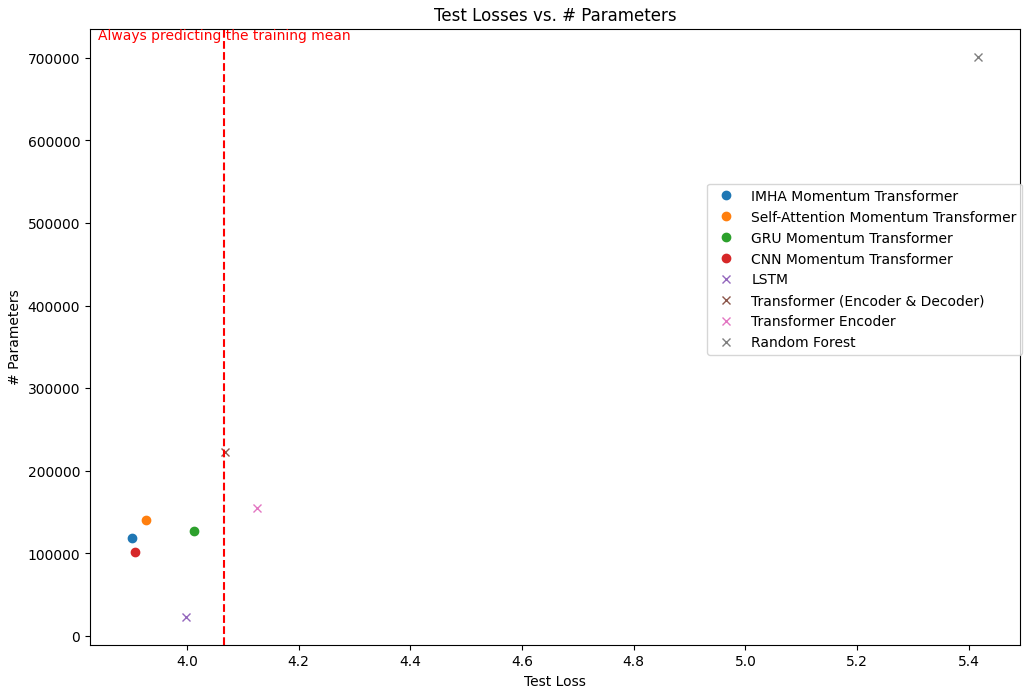 Test Losses vs. # Parameters
Always predicting the training mean
700000
600000
500000
400000
300000
200000
100000
0
# Parameters
IMHA Momentum Transformer
Self-Attention Momentum Transformer
GRU Momentum Transformer
CNN Momentum Transformer
LSTM
Transformer (Encoder & Decoder)
Transformer Encoder
Random Forest
4.0 4.2 4.4 4.6 4.8 5.0 5.2 5.4
Test Loss